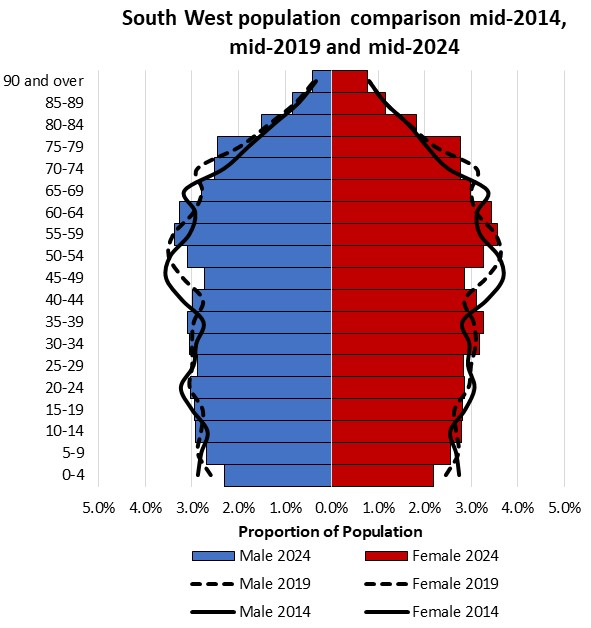 South West population comparison mid-2014,
mid-2019 and mid-2024
90 and over
85-89
80-84
75-79
70-74
65-69
60-64
55-59
50-54
45-49
40-44
35-39
30-34
25-29
20-24
15-19
10-14
5-9
0-4
5.0% 4.0% 3.0% 2.0% 1.0% 0.0% 1.0% 2.0% 3.0% 4.0% 5.0%
Proportion of Population
Male 2024 Female 2024
Male 2019 Female 2019
Male 2014 Female 2014